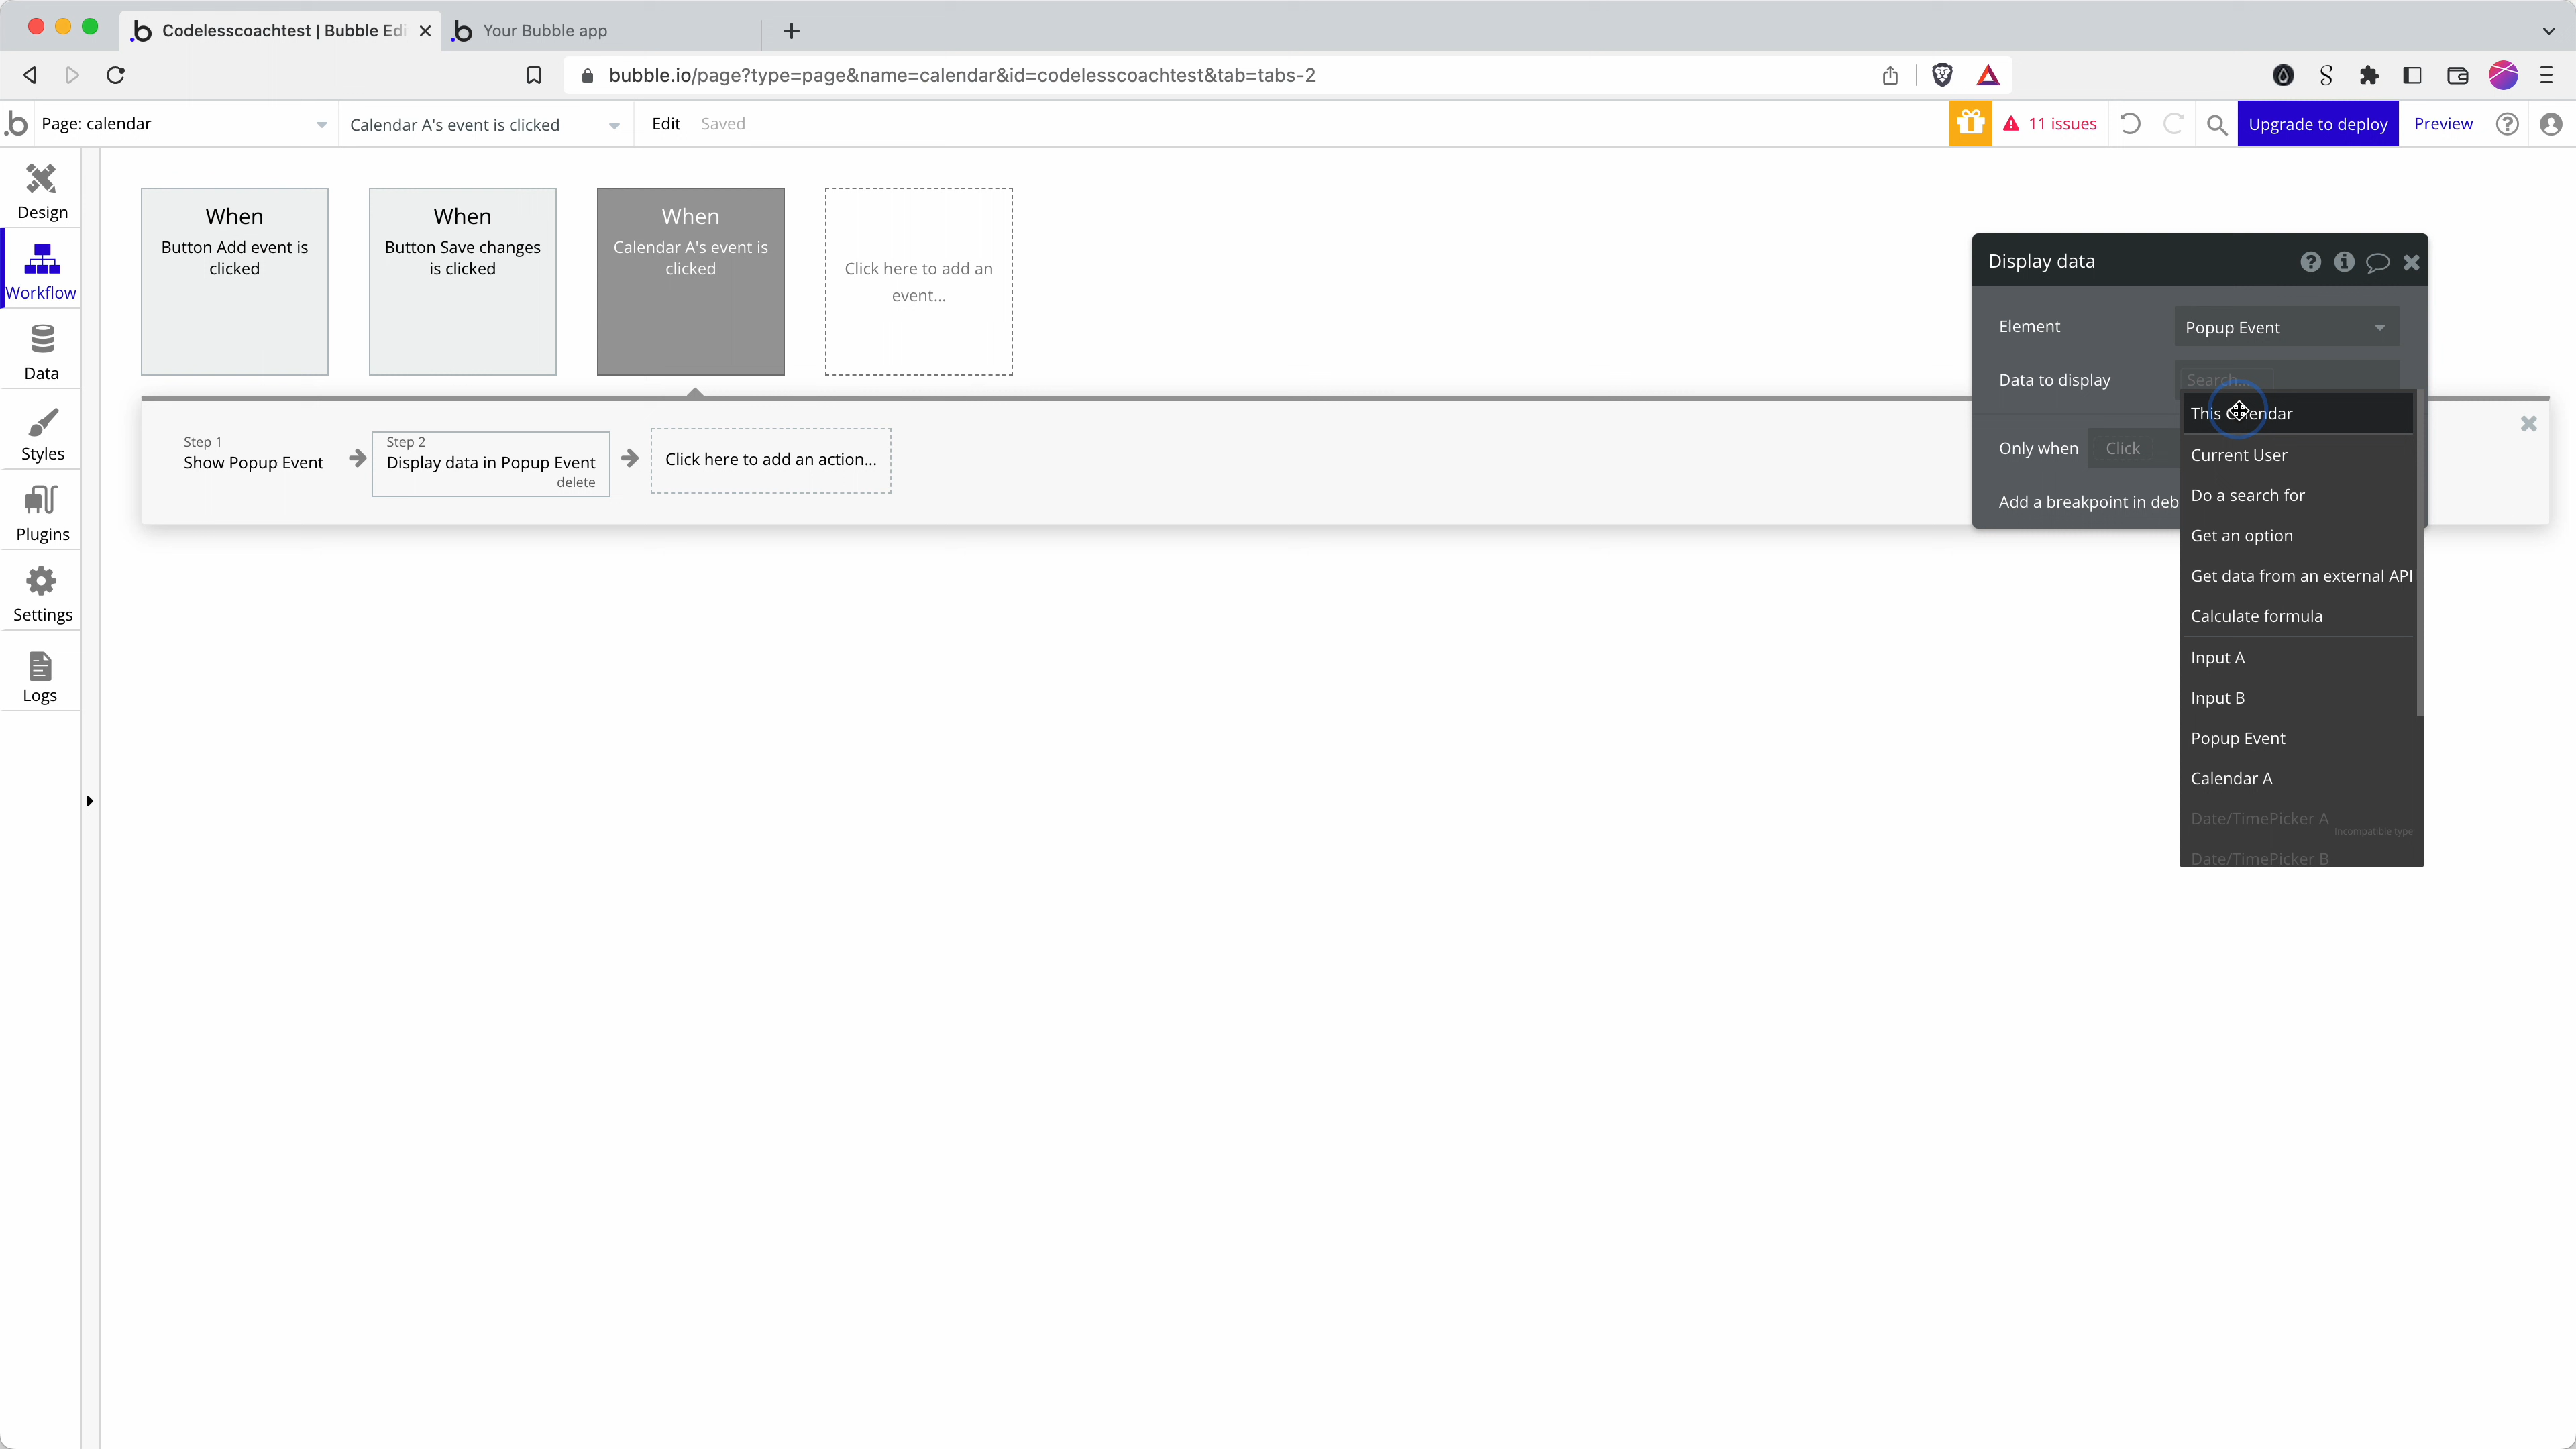 Codelesscoachtest | Bubble Edi
Your Bubble app
bubble.io/page?type=page&name=calendar&id=codelesscoachtest&tab=tabs-2
Page: calendar
Calendar A's event is clicked
Edit
Saved
11 issues
Upgrade to deploy
Preview
Design
Workflow
Data
Styles
Plugins
Settings
Logs
When
Button Add event is
clicked
When
Button Save changes
is clicked
When
Calendar A's event is
clicked
Click here to add an
event...
Step 1
Show Popup Event
Step 2
Display data in Popup Event
delete
Click here to add an action...
Display data
Element
Popup Event
Data to display
Search...
Only when
Click
Add a breakpoint in deb
This Calendar
Current User
Do a search for
Get an option
Get data from an external API
Calculate formula
Input A
Input B
Popup Event
Calendar A
Date/TimePicker A
Incompatible type
Date/TimePicker B